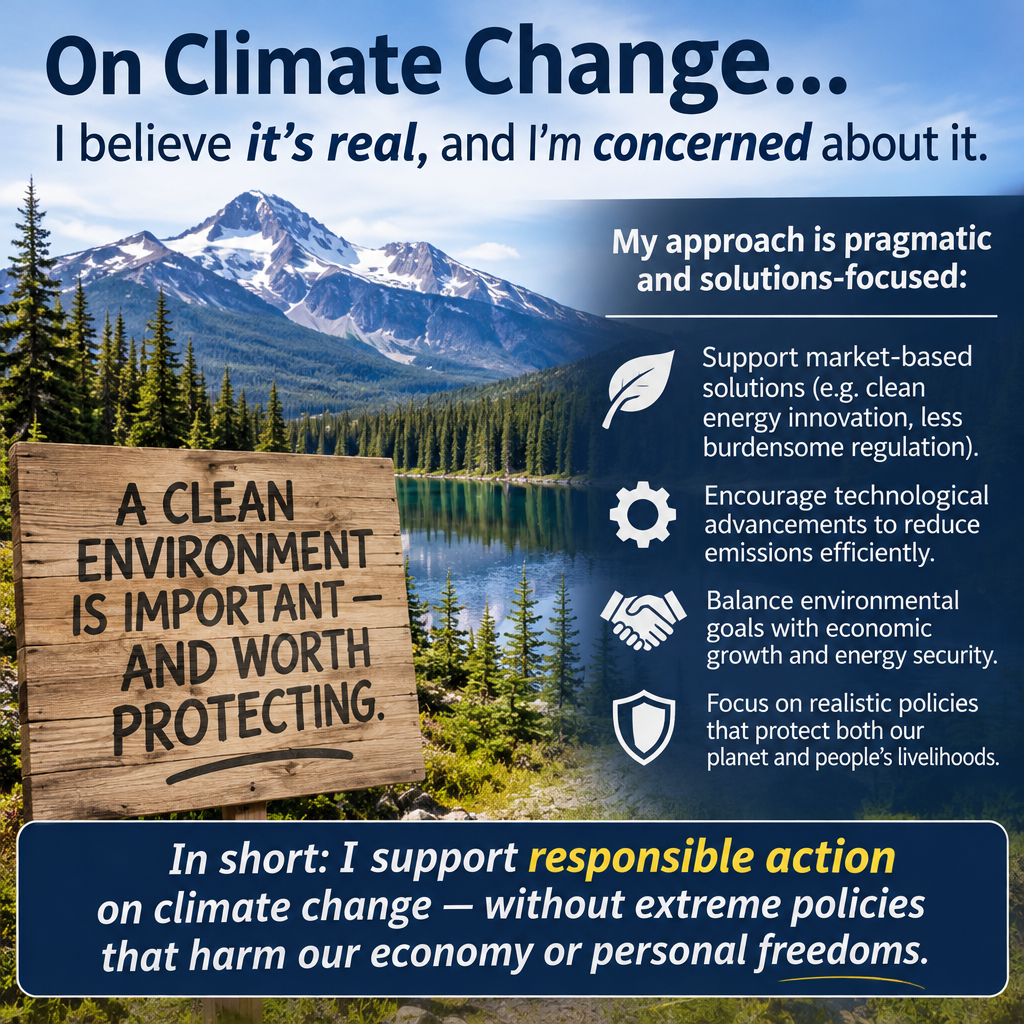 On Climate Change...
I believe it's real, and I'm concerned about it.
My approach is pragmatic
and solutions-focused:
Support market-based
solutions (e.g. clean
energy innovation, less
burdensome regulation).
Encourage technological
advancements to reduce
emissions efficiently.
Balance environmental
goals with economic
growth and energy security.
Focus on realistic policies
that protect both our
planet and people's livelihoods.
A CLEAN
ENVIRONMENT
IS IMPORTANT—
AND WORTH
PROTECTING.
In short: I support responsible action
on climate change — without extreme policies
that harm our economy or personal freedoms.